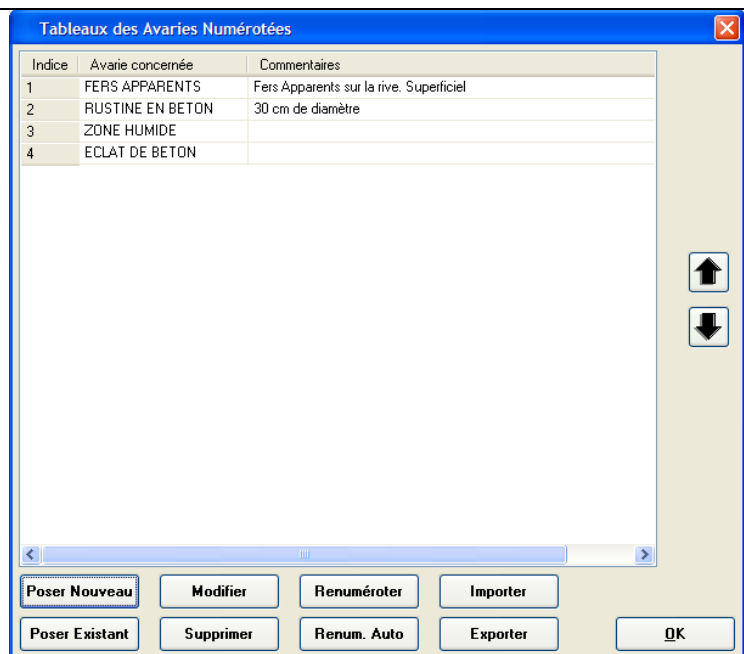 Tableaux des Avaries Numérotées
Indice Avarie concernée Commentaires
1 FERS APPARENTS Fers Apparents sur la rive. Superficiel
2 RUSTINE EN BETON 30 cm de diamètre
3 ZONE HUMIDE
4 ECLAT DE BETON
Poser Nouveau Modifier Renuméroter Importer
Poser Existant Supprimer Renum. Auto Exporter OK